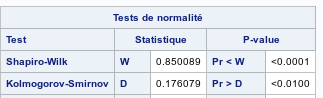 Tests de normalité
Test Statistique P-value
Shapiro-Wilk W 0.850089 Pr < W <0.0001
Kolmogorov-Smirnov D 0.176079 Pr > D <0.0100